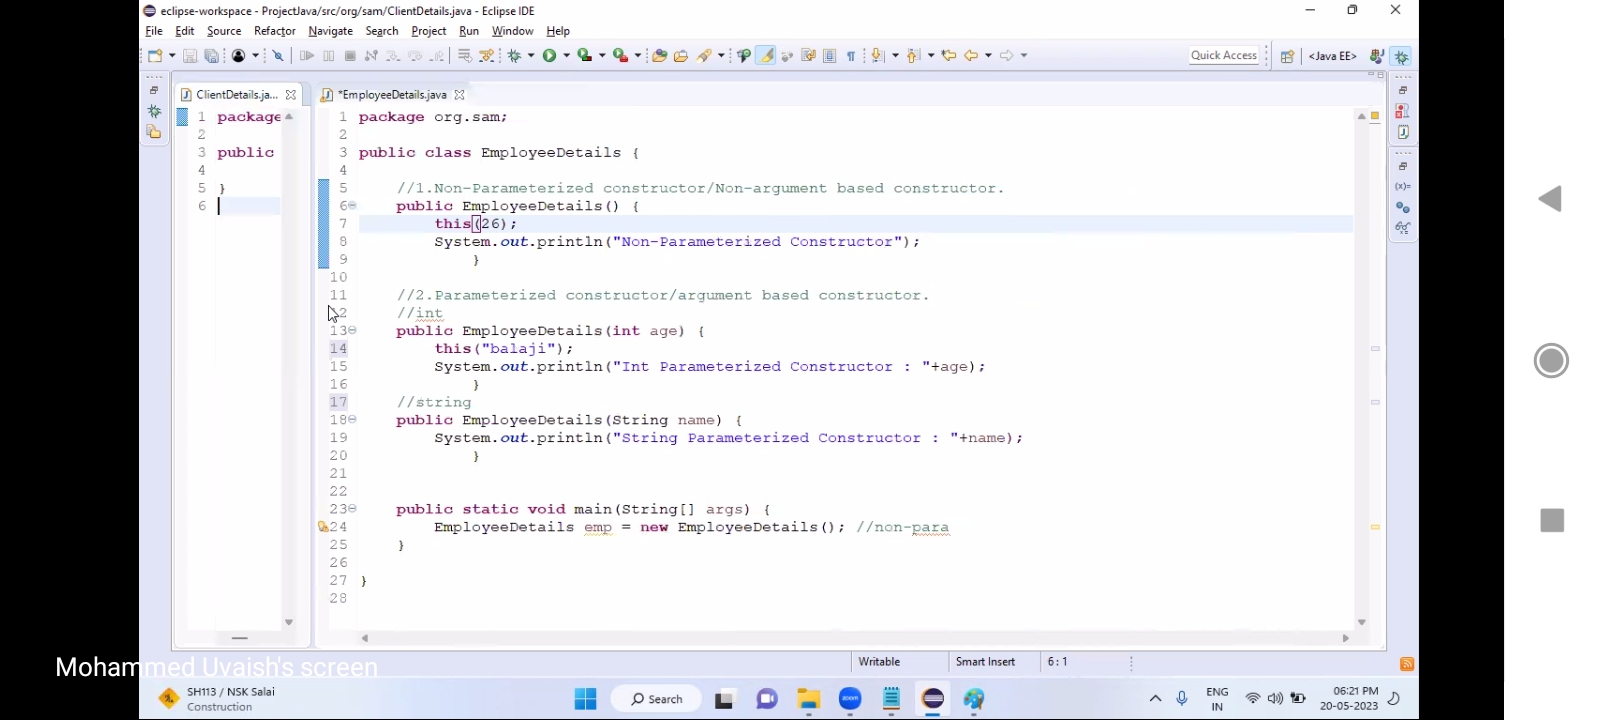 eclipse-workspace - ProjectJava/src/org/sam/ClientDetails.java - Eclipse IDE
File Edit Source Refactor Navigate Search Project Run Window Help
Quick Access <Java EE>
ClientDetails.ja...
1 package
2
3 public
4
5 }
6
*EmployeeDetails.java
1 package org.sam;
2
3 public class EmployeeDetails {
4
5 //1.Non-Parameterized constructor/Non-argument based constructor.
6 public EmployeeDetails() {
7 this(26);
8 System.out.println("Non-Parameterized Constructor");
9 }
10
11 //2.Parameterized constructor/argument based constructor.
12 //int
13 public EmployeeDetails(int age) {
14 this("balaji");
15 System.out.println("Int Parameterized Constructor : "+age);
16 }
17 //string
18 public EmployeeDetails(String name) {
19 System.out.println("String Parameterized Constructor : "+name);
20 }
21
22
23 public static void main(String[] args) {
24 EmployeeDetails emp = new EmployeeDetails(); //non-para
25 }
26
27 }
28
(x)=
Writable Smart Insert 6 : 1
Mohammed Uvaish's screen
SH113 / NSK Salai
Construction
Search
zoom
ENG
IN
06:21 PM
20-05-2023